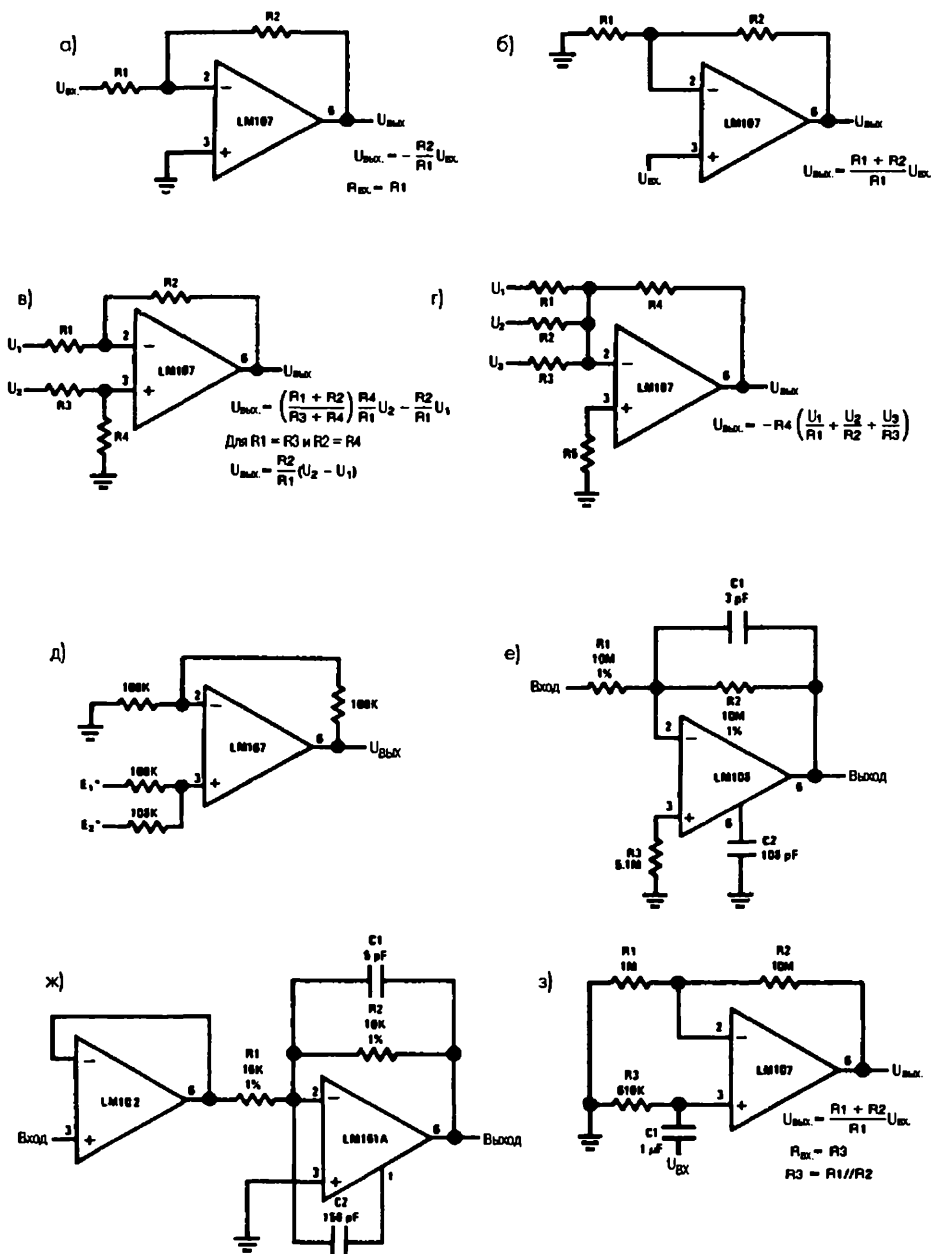 а)
R2
R1
Uвх.
2
6
LM107
3
Uвых
Uвых. = − R2/R1 Uвх.
Rвх. = R1
б)
R1
R2
2
6
LM107
3
Uвых
Uвх.
Uвых. = (R1 + R2)/R1 Uвх.
в)
R2
R1
U₁
2
6
LM107
U₂
R3
3
Uвых
R4
Uвых. = ((R1 + R2)/(R3 + R4)) R4/R1 U₂ − R2/R1 U₁
Для R1 = R3 и R2 = R4
Uвых. = R2/R1 (U₂ − U₁)
г)
U₁
R1
R4
U₂
R2
U₃
R3
2
6
LM107
3
Uвых
R5
Uвых. = −R4 (U₁/R1 + U₂/R2 + U₃/R3)
д)
100K
2
100K
LM107
6
UВЫХ
E₁*
100K
3
E₂*
е)
C1
3 pF
R1
10M
1%
Вход
R2
10M
1%
2
3
6
Выход
R3
5.1M
C2
ж)
C1
R2
1%
R1
1%
LM102
6
2
Вход
3
6
Выход
3
1
C2
з)
R1
1M
R2
10M
2
LM107
6
Uвых.
R3
3
C1
1 μF
UВХ
Uвых. = (R1 + R2)/R1 Uвх.
Rвх. = R3
R3 = R1//R2